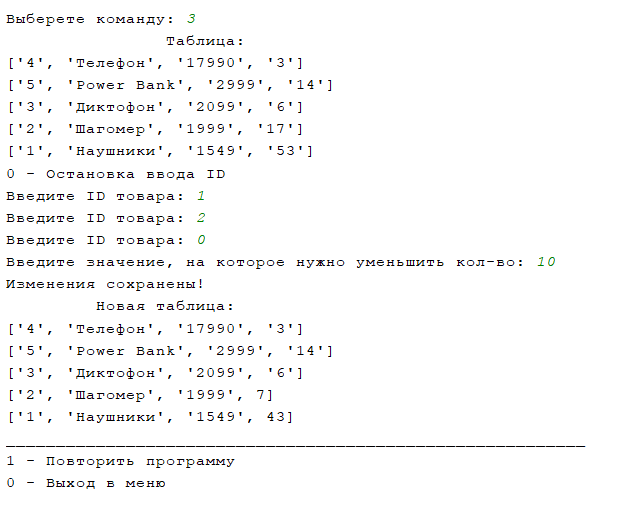 Выберете команду: 3
Таблица:
['4', 'Телефон', '17990', '3']
['5', 'Power Bank', '2999', '14']
['3', 'Диктофон', '2099', '6']
['2', 'Шагомер', '1999', '17']
['1', 'Наушники', '1549', '53']
0 - Остановка ввода ID
Введите ID товара: 1
Введите ID товара: 2
Введите ID товара: 0
Введите значение, на которое нужно уменьшить кол-во: 10
Изменения сохранены!
Новая таблица:
['4', 'Телефон', '17990', '3']
['5', 'Power Bank', '2999', '14']
['3', 'Диктофон', '2099', '6']
['2', 'Шагомер', '1999', 7]
['1', 'Наушники', '1549', 43]
__________________________________________________________
1 - Повторить программу
0 - Выход в меню